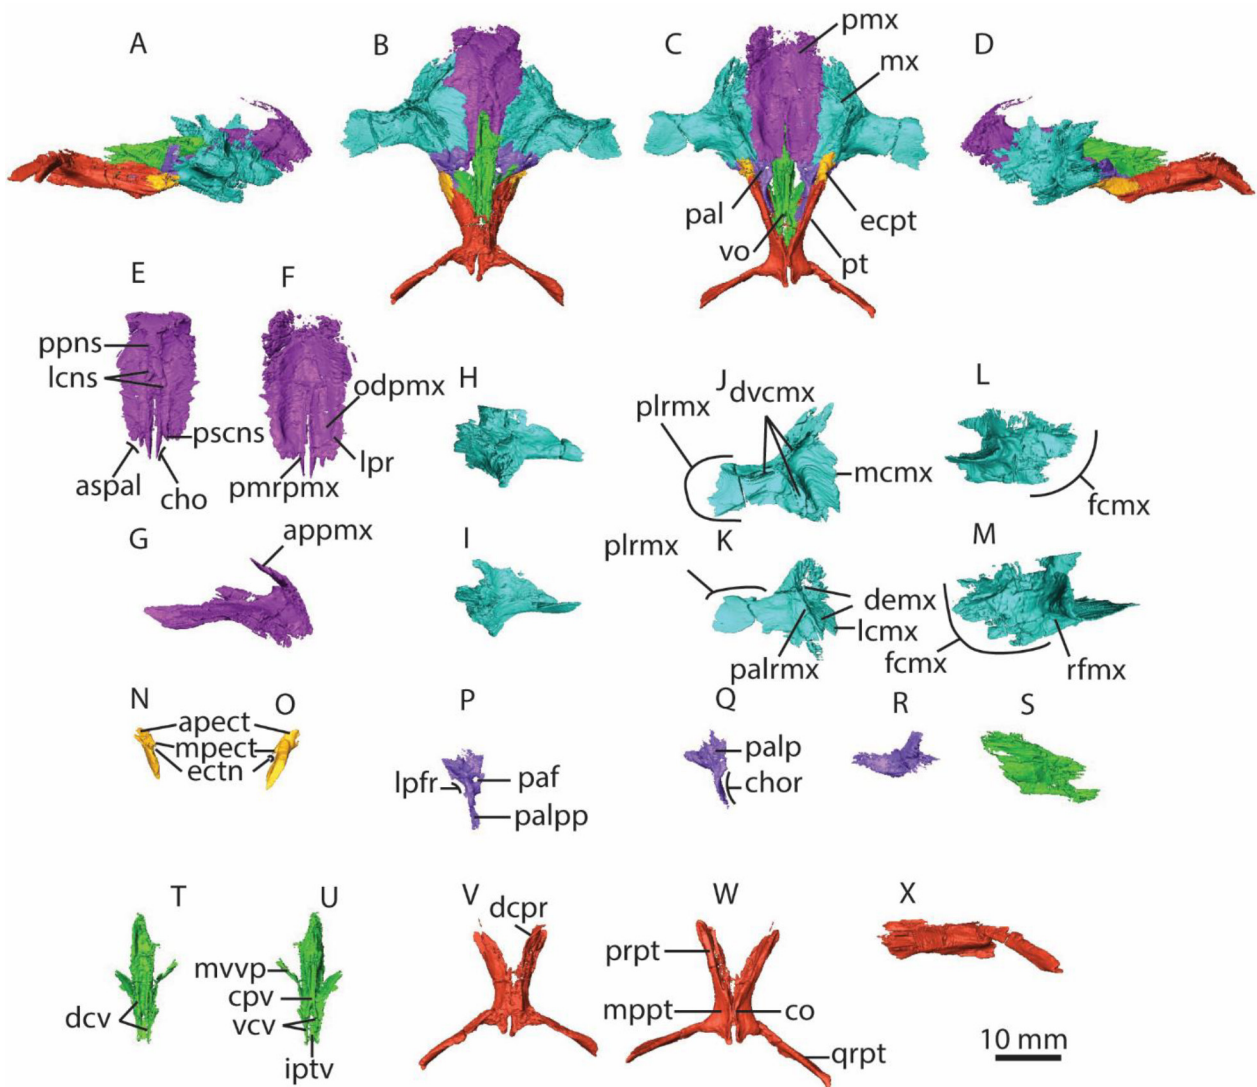 A
B
C
pmx
D
mx
pal
vo
ecpt
pt
E
F
ppns
lcns
odpmx
pscns
lpr
aspal
cho
pmrpmx
H
J
dvcmx
plrmx
mcmx
L
fcmx
G
appmx
I
K
plrmx
demx
lcmx
palrmx
M
fcmx
rfmx
N
O
apect
mpect
ectn
P
lpfr
paf
palpp
Q
palp
chor
R
S
T
U
mvvp
cpv
dcv
vcv
iptv
V
dcpr
W
prpt
mppt
co
qrpt
X
10 mm